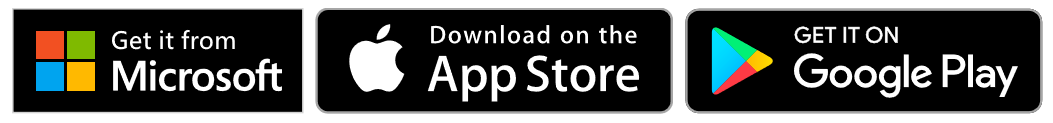 Get it from
Microsoft
Download on the
App Store
GET IT ON
Google Play